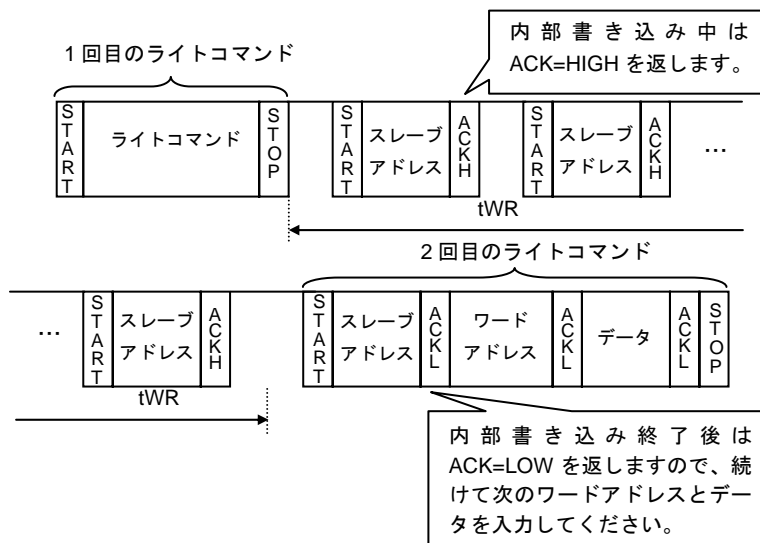 内部書き込み中は
ACK=HIGH を返します。
1 回目のライトコマンド
START
ライトコマンド
STOP
START
スレーブ
アドレス
ACKH
START
スレーブ
アドレス
ACKH
…
tWR
2 回目のライトコマンド
…
START
スレーブ
アドレス
ACKH
tWR
START
スレーブ
アドレス
ACKL
ワード
アドレス
ACKL
データ
ACKL
STOP
内部書き込み終了後は
ACK=LOW を返しますので、続
けて次のワードアドレスとデー
タを入力してください。